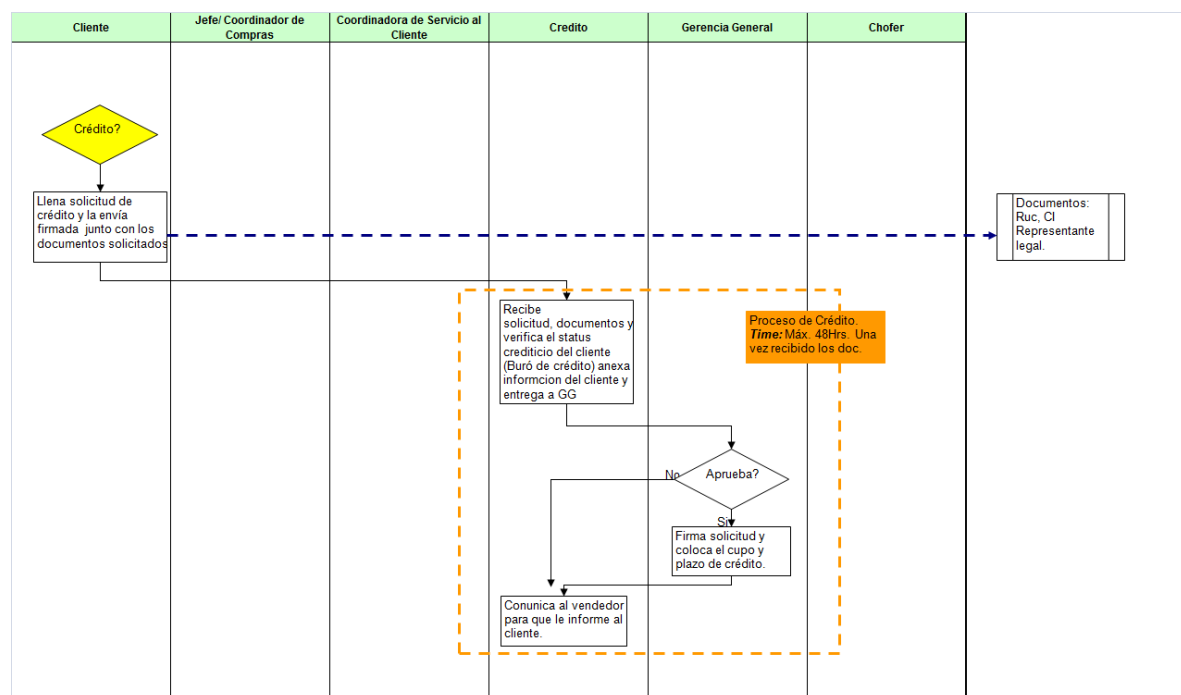 Cliente
Jefe/ Coordinador de
Compras
Coordinadora de Servicio al
Cliente
Credito
Gerencia General
Chofer
Crédito?
Llena solicitud de
crédito y la envía
firmada junto con los
documentos solicitados
Documentos:
Ruc, CI
Representante
legal.
Recibe
solicitud, documentos y
verifica el status
crediticio del cliente
(Buró de crédito) anexa
informcion del cliente y
entrega a GG
Proceso de Crédito.
Time: Máx. 48Hrs. Una
vez recibido los doc.
No
Aprueba?
Si
Firma solicitud y
coloca el cupo y
plazo de crédito.
Conunica al vendedor
para que le informe al
cliente.